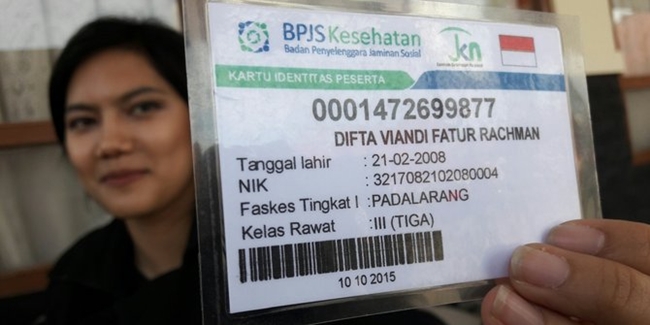 BPJS Kesehatan
Badan Penyelenggara Jaminan Sosial
jkn
KARTU IDENTITAS PESERTA
0001472699877
DIFTA VIANDI FATUR RACHMAN
Tanggal lahir : 21-02-2008
NIK : 3217082102080004
Faskes Tingkat I : PADALARANG
Kelas Rawat : III (TIGA)
10 10 2015